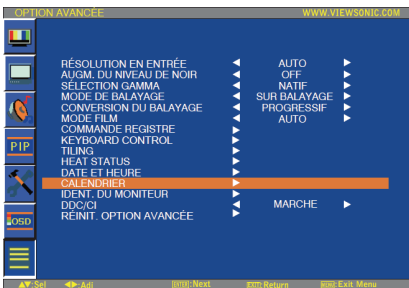 OPTION AVANCÉE WWW.VIEWSONIC.COM
RÉSOLUTION EN ENTRÉE AUTO
AUGM. DU NIVEAU DE NOIR OFF
SÉLECTION GAMMA NATIF
MODE DE BALAYAGE SUR BALAYAGE
CONVERSION DU BALAYAGE PROGRESSIF
MODE FILM AUTO
COMMANDE REGISTRE
KEYBOARD CONTROL
TILING
HEAT STATUS
DATE ET HEURE
CALENDRIER
IDENT. DU MONITEUR
DDC/CI MARCHE
RÉINIT. OPTION AVANCÉE
PIP
OSD
:Sel :Adj ENTER:Next EXIT:Return MENU:Exit Menu